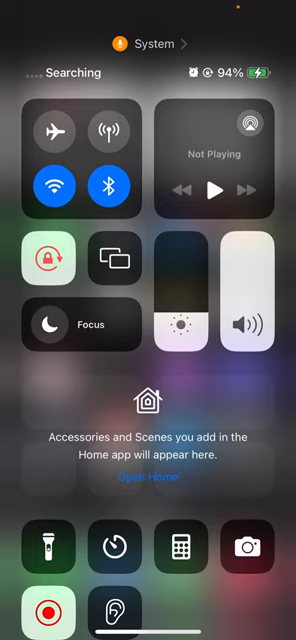 System
Searching
94%
Not Playing
Focus
Accessories and Scenes you add in the
Home app will appear here.
Open Home